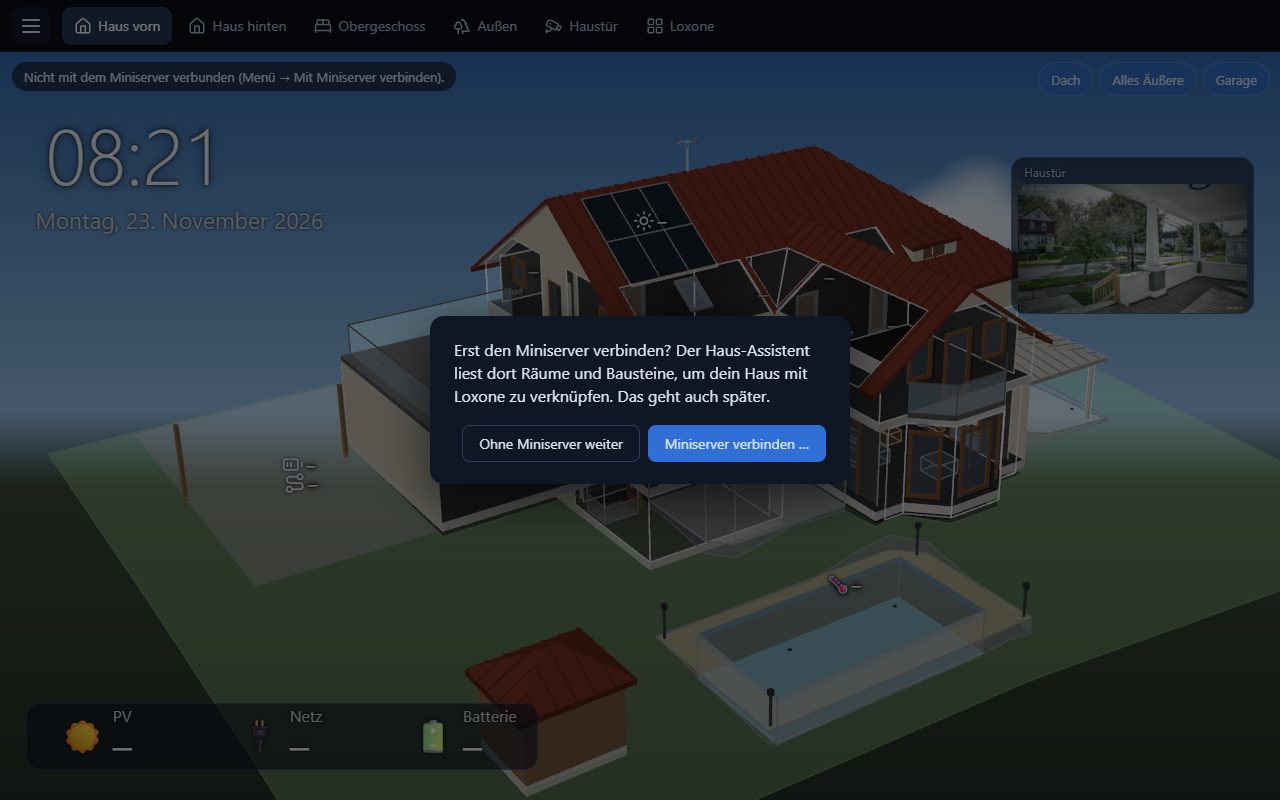 Haus vorn
Haus hinten
Obergeschoss
Außen
Haustür
Loxone
Nicht mit dem Miniserver verbunden (Menü → Mit Miniserver verbinden).
Dach
Alles Äußere
Garage
08:21
Montag, 23. November 2026
Haustür
Bad
Erst den Miniserver verbinden? Der Haus-Assistent
liest dort Räume und Bausteine, um dein Haus mit
Loxone zu verknüpfen. Das geht auch später.
Ohne Miniserver weiter
Miniserver verbinden ...
PV
–
Netz
–
Batterie
–